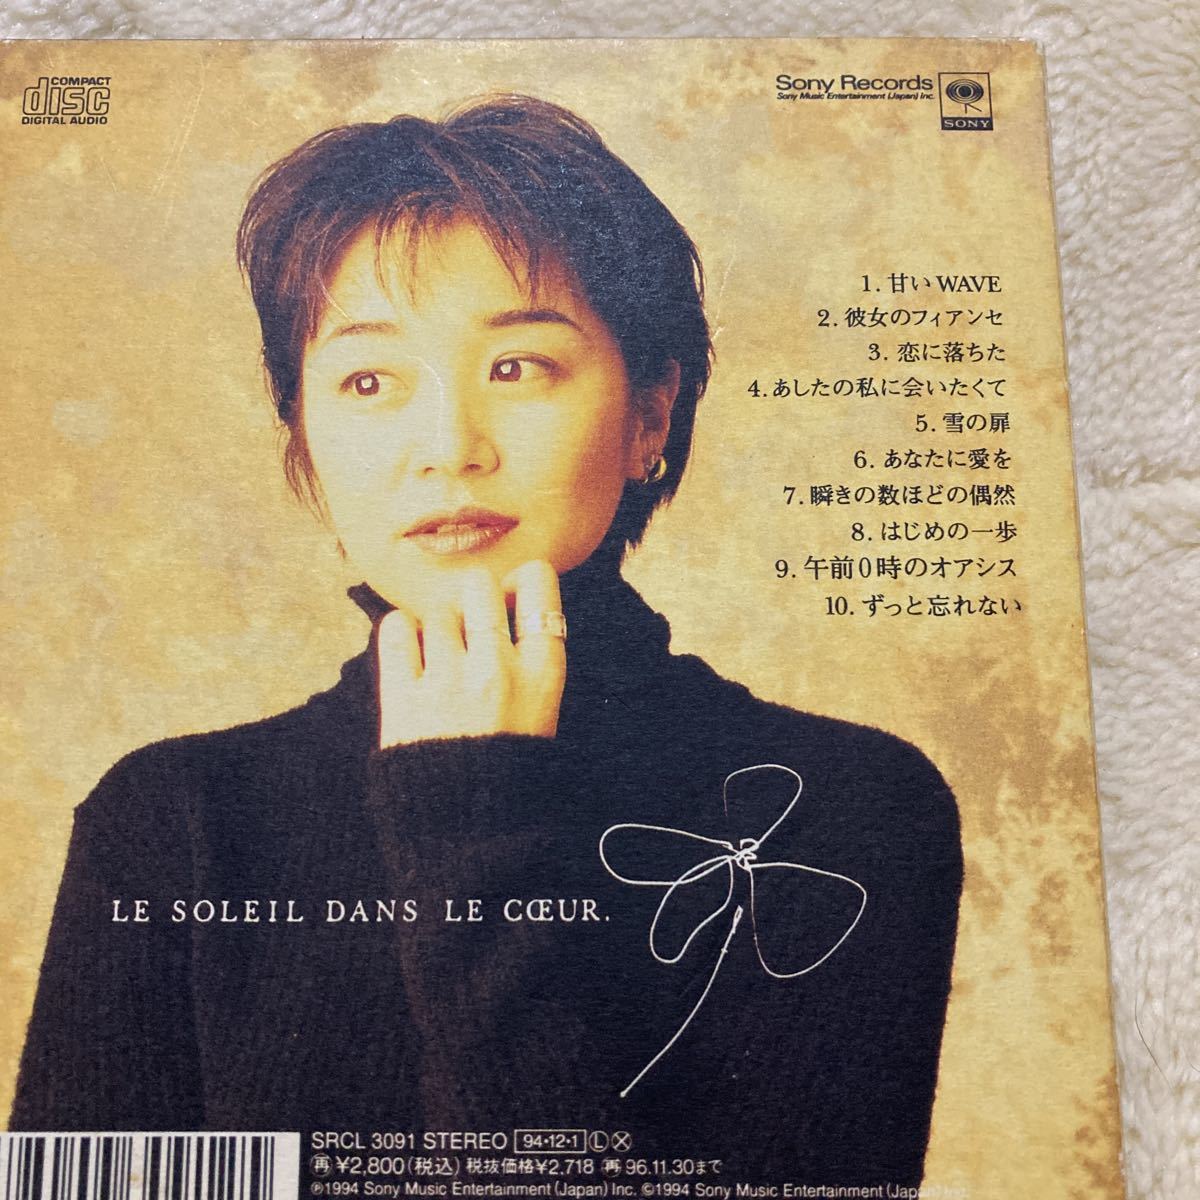 COMPACT
disc
DIGITAL AUDIO
Sony Records
Sony Music Entertainment (Japan) Inc.
SONY
1. 甘いWAVE
2. 彼女のフィアンセ
3. 恋に落ちた
4. あしたの私に会いたくて
5. 雪の扉
6. あなたに愛を
7. 瞬きの数ほどの偶然
8. はじめの一歩
9. 午前0時のオアシス
10. ずっと忘れない
LE SOLEIL DANS LE CŒUR.
SRCL 3091 STEREO 94・12・1 Ⓛ Ⓧ
再 ¥2,800(税込) 税抜価格¥2,718 再 96.11.30まで
℗1994 Sony Music Entertainment (Japan) Inc. ©1994 Sony Music Entertainment (Japan) Inc.